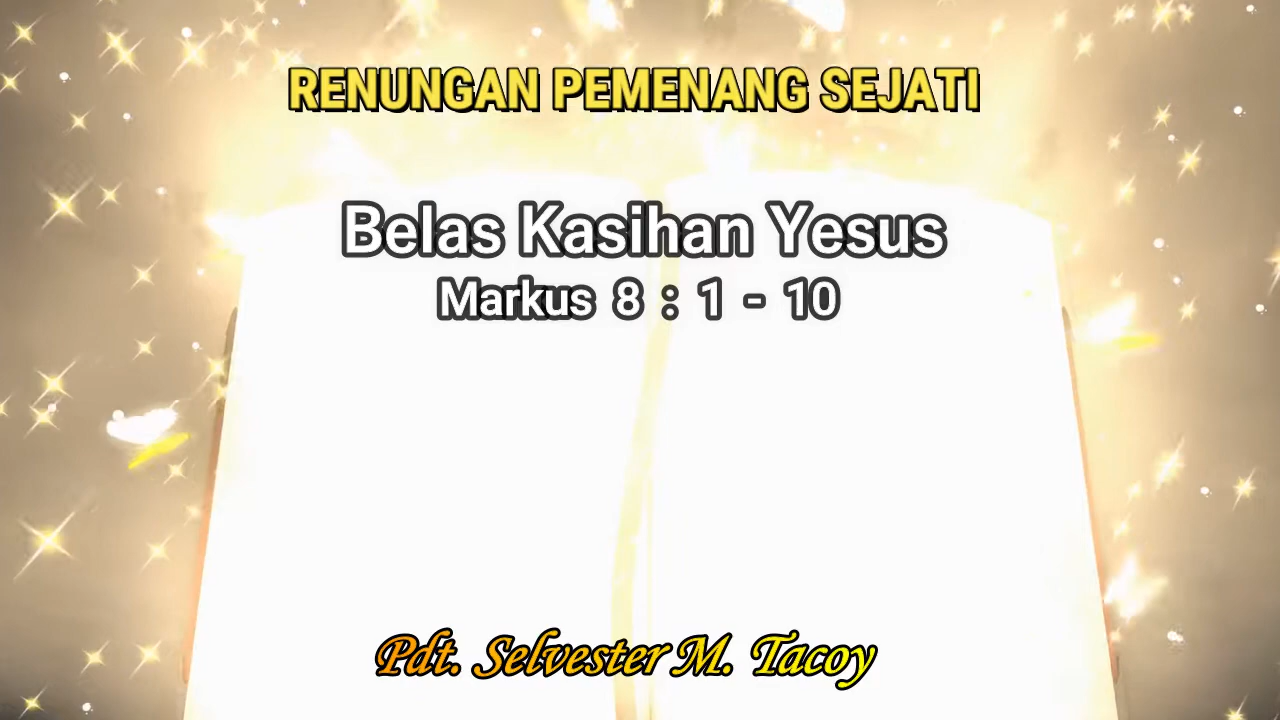 RENUNGAN PEMENANG SEJATI
Belas Kasihan Yesus
Markus 8 : 1 - 10
Pdt. Selvester M. Tacoy